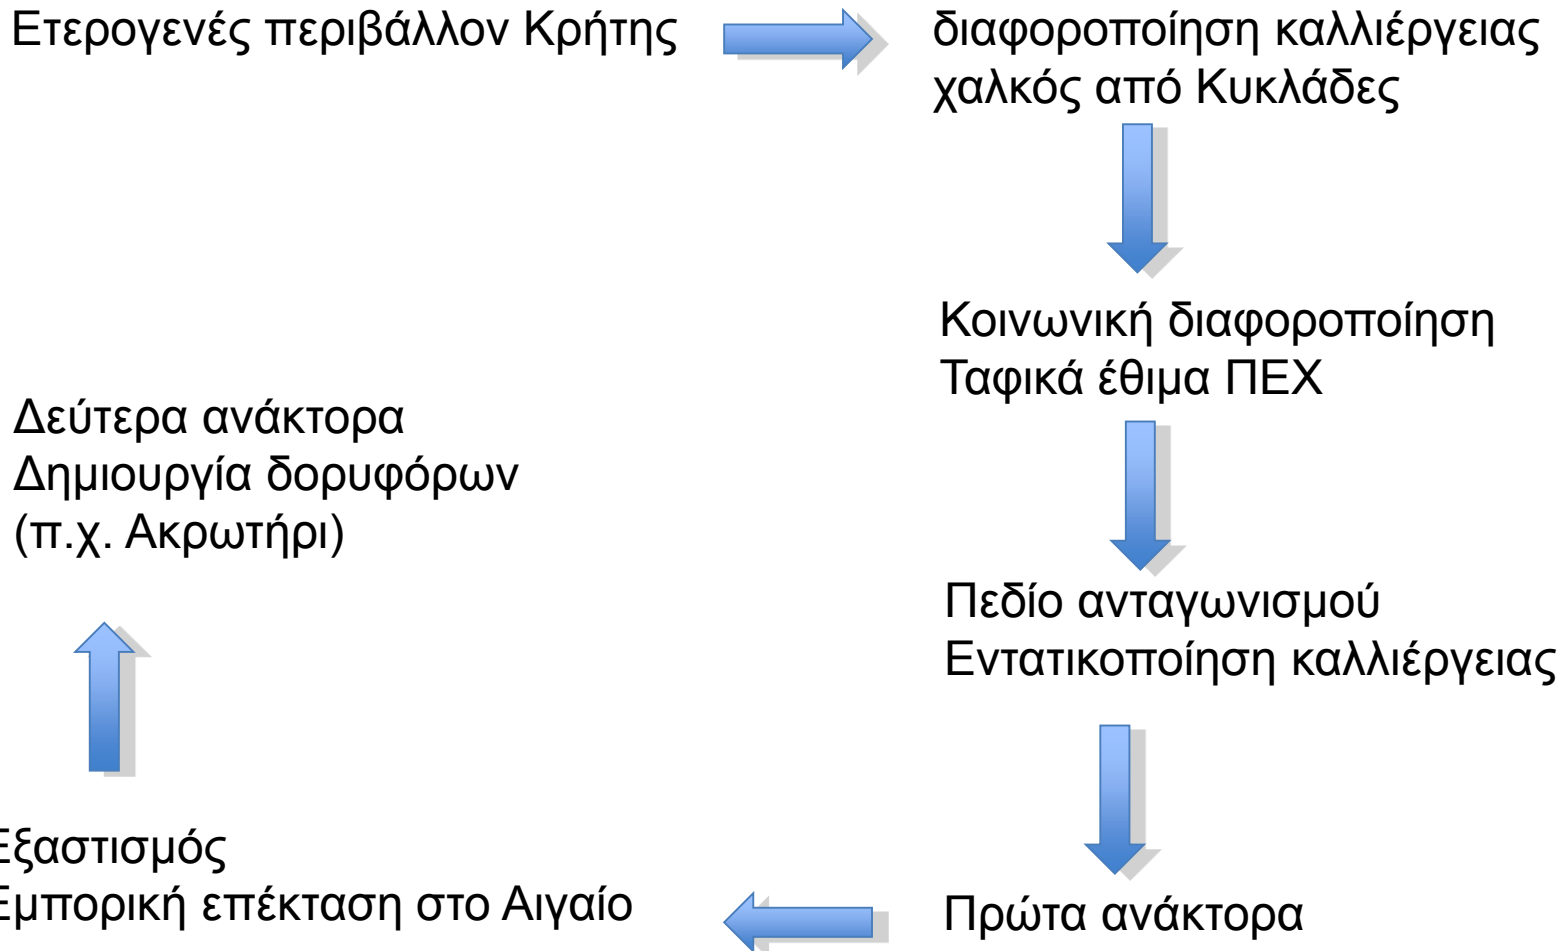 Ετερογενές περιβάλλον Κρήτης
διαφοροποίηση καλλιέργειας
χαλκός από Κυκλάδες
Κοινωνική διαφοροποίηση
Ταφικά έθιμα ΠΕΧ
Πεδίο ανταγωνισμού
Εντατικοποίηση καλλιέργειας
Πρώτα ανάκτορα
Εξαστισμός
Εμπορική επέκταση στο Αιγαίο
Δεύτερα ανάκτορα
Δημιουργία δορυφόρων
(π.χ. Ακρωτήρι)